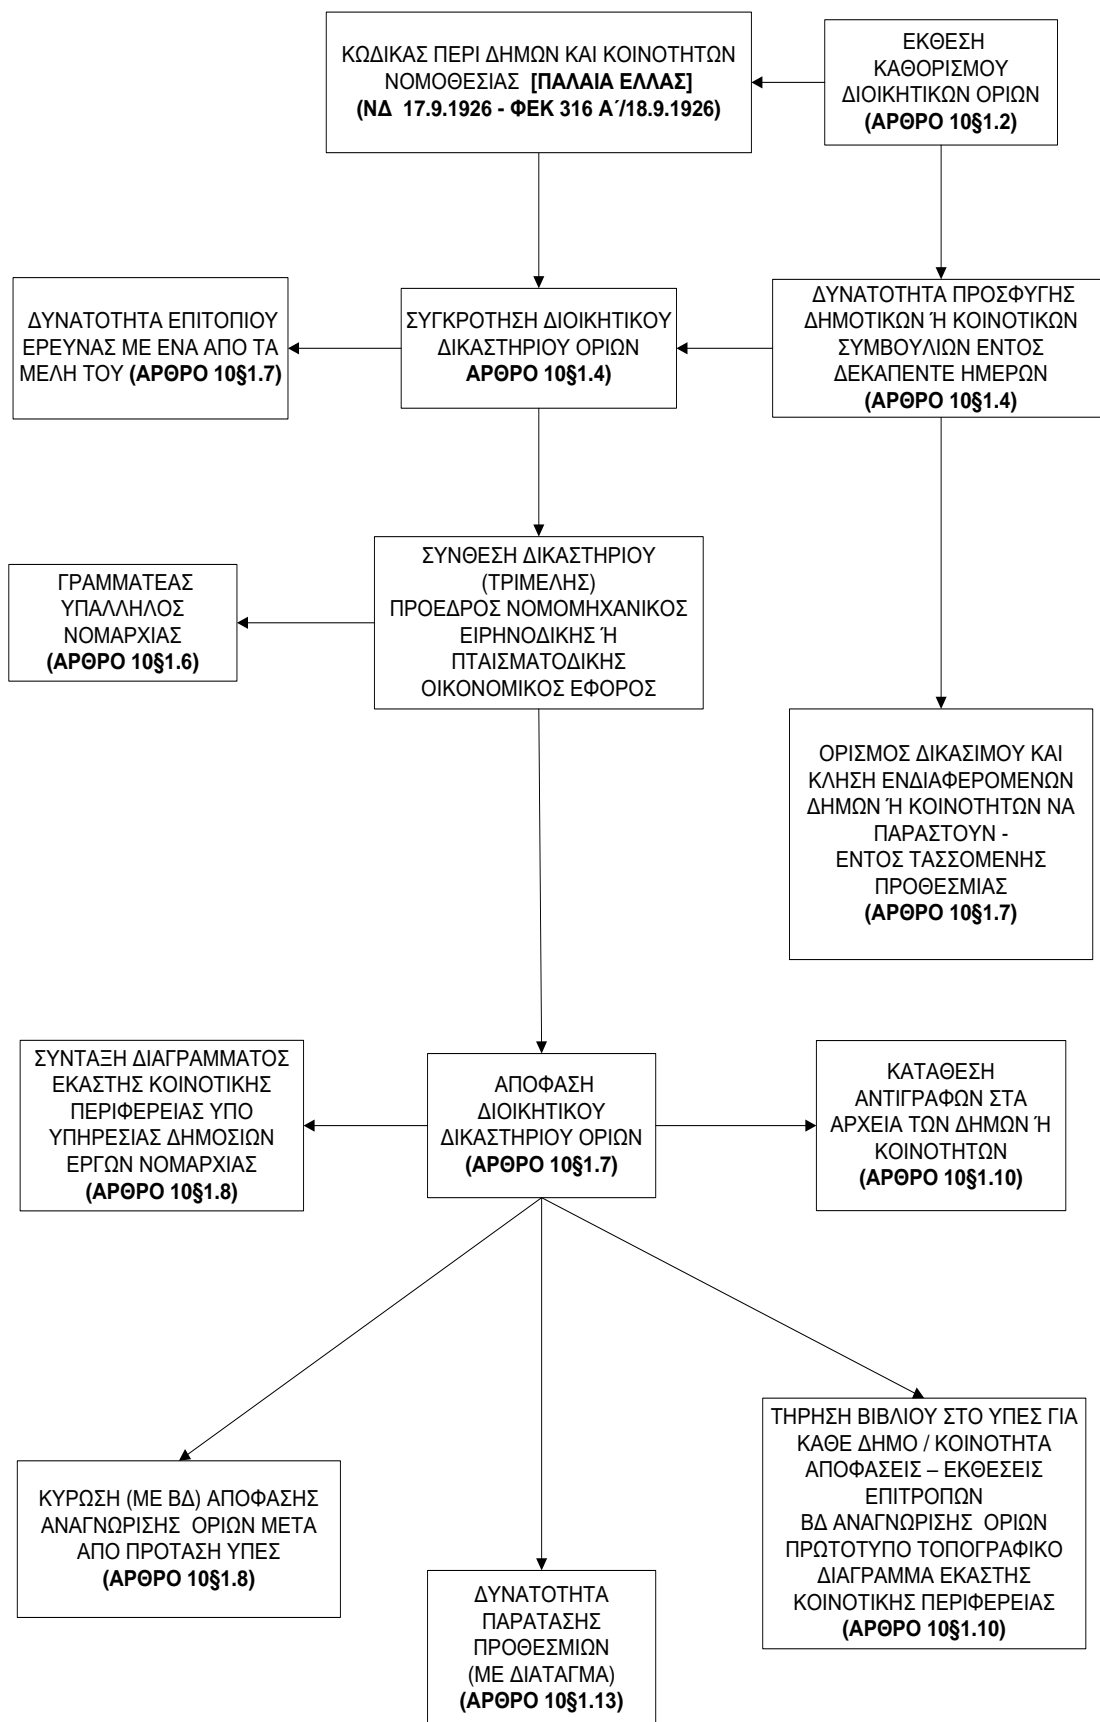 ΚΩΔΙΚΑΣ ΠΕΡΙ ΔΗΜΩΝ ΚΑΙ ΚΟΙΝΟΤΗΤΩΝ
ΝΟΜΟΘΕΣΙΑΣ [ΠΑΛΑΙΑ ΕΛΛΑΣ]
(ΝΔ 17.9.1926 - ΦΕΚ 316 Α΄/18.9.1926)
ΕΚΘΕΣΗ
ΚΑΘΟΡΙΣΜΟΥ
ΔΙΟΙΚΗΤΙΚΩΝ ΟΡΙΩΝ
(ΑΡΘΡΟ 10§1.2)
ΔΥΝΑΤΟΤΗΤΑ ΕΠΙΤΟΠΙΟΥ
ΕΡΕΥΝΑΣ ΜΕ ΕΝΑ ΑΠΟ ΤΑ
ΜΕΛΗ ΤΟΥ (ΑΡΘΡΟ 10§1.7)
ΣΥΓΚΡΟΤΗΣΗ ΔΙΟΙΚΗΤΙΚΟΥ
ΔΙΚΑΣΤΗΡΙΟΥ ΟΡΙΩΝ
ΑΡΘΡΟ 10§1.4)
ΔΥΝΑΤΟΤΗΤΑ ΠΡΟΣΦΥΓΗΣ
ΔΗΜΟΤΙΚΩΝ Ή ΚΟΙΝΟΤΙΚΩΝ
ΣΥΜΒΟΥΛΙΩΝ ΕΝΤΟΣ
ΔΕΚΑΠΕΝΤΕ ΗΜΕΡΩΝ
(ΑΡΘΡΟ 10§1.4)
ΓΡΑΜΜΑΤΕΑΣ
ΥΠΑΛΛΗΛΟΣ
ΝΟΜΑΡΧΙΑΣ
(ΑΡΘΡΟ 10§1.6)
ΣΥΝΘΕΣΗ ΔΙΚΑΣΤΗΡΙΟΥ
(ΤΡΙΜΕΛΗΣ)
ΠΡΟΕΔΡΟΣ ΝΟΜΟΜΗΧΑΝΙΚΟΣ
ΕΙΡΗΝΟΔΙΚΗΣ Ή
ΠΤΑΙΣΜΑΤΟΔΙΚΗΣ
ΟΙΚΟΝΟΜΙΚΟΣ ΕΦΟΡΟΣ
ΟΡΙΣΜΟΣ ΔΙΚΑΣΙΜΟΥ ΚΑΙ
ΚΛΗΣΗ ΕΝΔΙΑΦΕΡΟΜΕΝΩΝ
ΔΗΜΩΝ Ή ΚΟΙΝΟΤΗΤΩΝ ΝΑ
ΠΑΡΑΣΤΟΥΝ -
ΕΝΤΟΣ ΤΑΣΣΟΜΕΝΗΣ
ΠΡΟΘΕΣΜΙΑΣ
(ΑΡΘΡΟ 10§1.7)
ΣΥΝΤΑΞΗ ΔΙΑΓΡΑΜΜΑΤΟΣ
ΕΚΑΣΤΗΣ ΚΟΙΝΟΤΙΚΗΣ
ΠΕΡΙΦΕΡΕΙΑΣ ΥΠΟ
ΥΠΗΡΕΣΙΑΣ ΔΗΜΟΣΙΩΝ
ΕΡΓΩΝ ΝΟΜΑΡΧΙΑΣ
(ΑΡΘΡΟ 10§1.8)
ΑΠΟΦΑΣΗ
ΔΙΟΙΚΗΤΙΚΟΥ
ΔΙΚΑΣΤΗΡΙΟΥ ΟΡΙΩΝ
(ΑΡΘΡΟ 10§1.7)
ΚΑΤΑΘΕΣΗ
ΑΝΤΙΓΡΑΦΩΝ ΣΤΑ
ΑΡΧΕΙΑ ΤΩΝ ΔΗΜΩΝ Ή
ΚΟΙΝΟΤΗΤΩΝ
(ΑΡΘΡΟ 10§1.10)
ΚΥΡΩΣΗ (ΜΕ ΒΔ) ΑΠΟΦΑΣΗΣ
ΑΝΑΓΝΩΡΙΣΗΣ ΟΡΙΩΝ ΜΕΤΑ
ΑΠΟ ΠΡΟΤΑΣΗ ΥΠΕΣ
(ΑΡΘΡΟ 10§1.8)
ΔΥΝΑΤΟΤΗΤΑ
ΠΑΡΑΤΑΣΗΣ
ΠΡΟΘΕΣΜΙΩΝ
(ΜΕ ΔΙΑΤΑΓΜΑ)
(ΑΡΘΡΟ 10§1.13)
ΤΗΡΗΣΗ ΒΙΒΛΙΟΥ ΣΤΟ ΥΠΕΣ ΓΙΑ
ΚΑΘΕ ΔΗΜΟ / ΚΟΙΝΟΤΗΤΑ
ΑΠΟΦΑΣΕΙΣ – ΕΚΘΕΣΕΙΣ
ΕΠΙΤΡΟΠΩΝ
ΒΔ ΑΝΑΓΝΩΡΙΣΗΣ ΟΡΙΩΝ
ΠΡΩΤΟΤΥΠΟ ΤΟΠΟΓΡΑΦΙΚΟ
ΔΙΑΓΡΑΜΜΑ ΕΚΑΣΤΗΣ
ΚΟΙΝΟΤΙΚΗΣ ΠΕΡΙΦΕΡΕΙΑΣ
(ΑΡΘΡΟ 10§1.10)